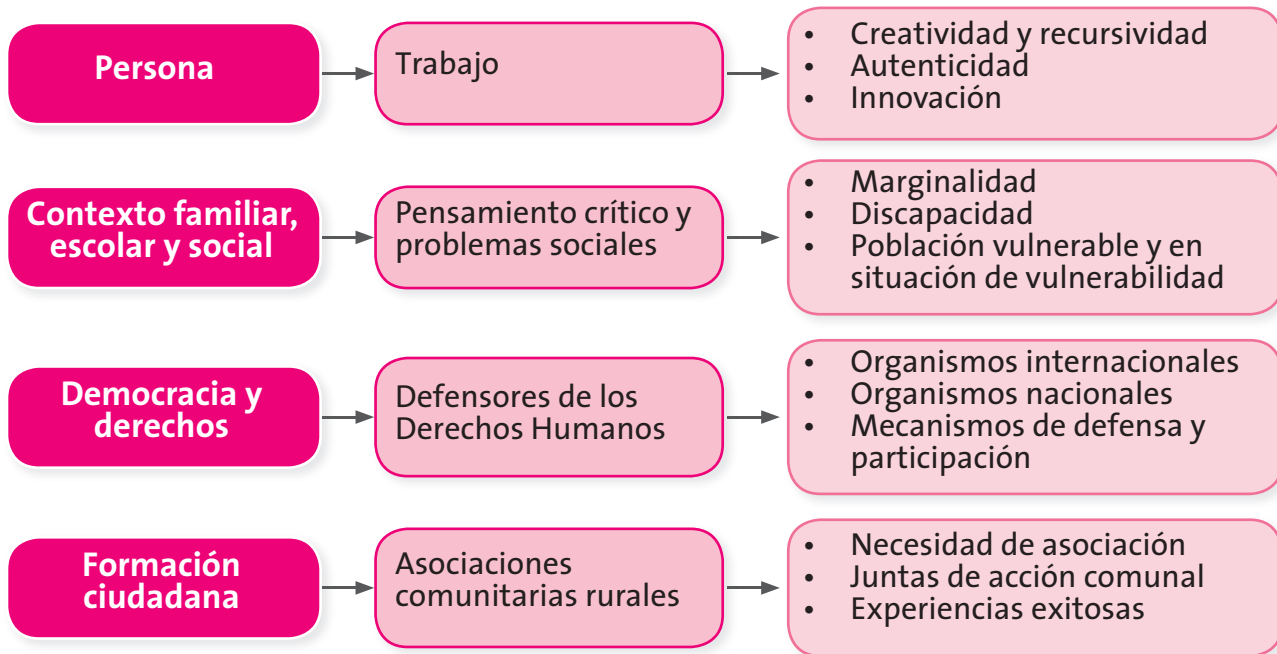 Persona
Trabajo
• Creatividad y recursividad
• Autenticidad
• Innovación
Contexto familiar,
escolar y social
Pensamiento crítico y
problemas sociales
• Marginalidad
• Discapacidad
• Población vulnerable y en
situación de vulnerabilidad
Democracia y
derechos
Defensores de los
Derechos Humanos
• Organismos internacionales
• Organismos nacionales
• Mecanismos de defensa y
participación
Formación
ciudadana
Asociaciones
comunitarias rurales
• Necesidad de asociación
• Juntas de acción comunal
• Experiencias exitosas